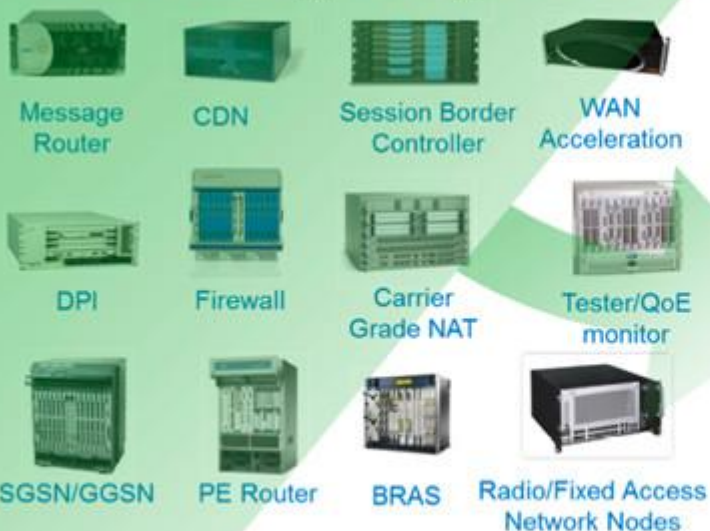 Message
Router
CDN
Session Border
Controller
WAN
Acceleration
DPI
Firewall
Carrier
Grade NAT
Tester/QoE
monitor
SGSN/GGSN
PE Router
BRAS
Radio/Fixed Access
Network Nodes